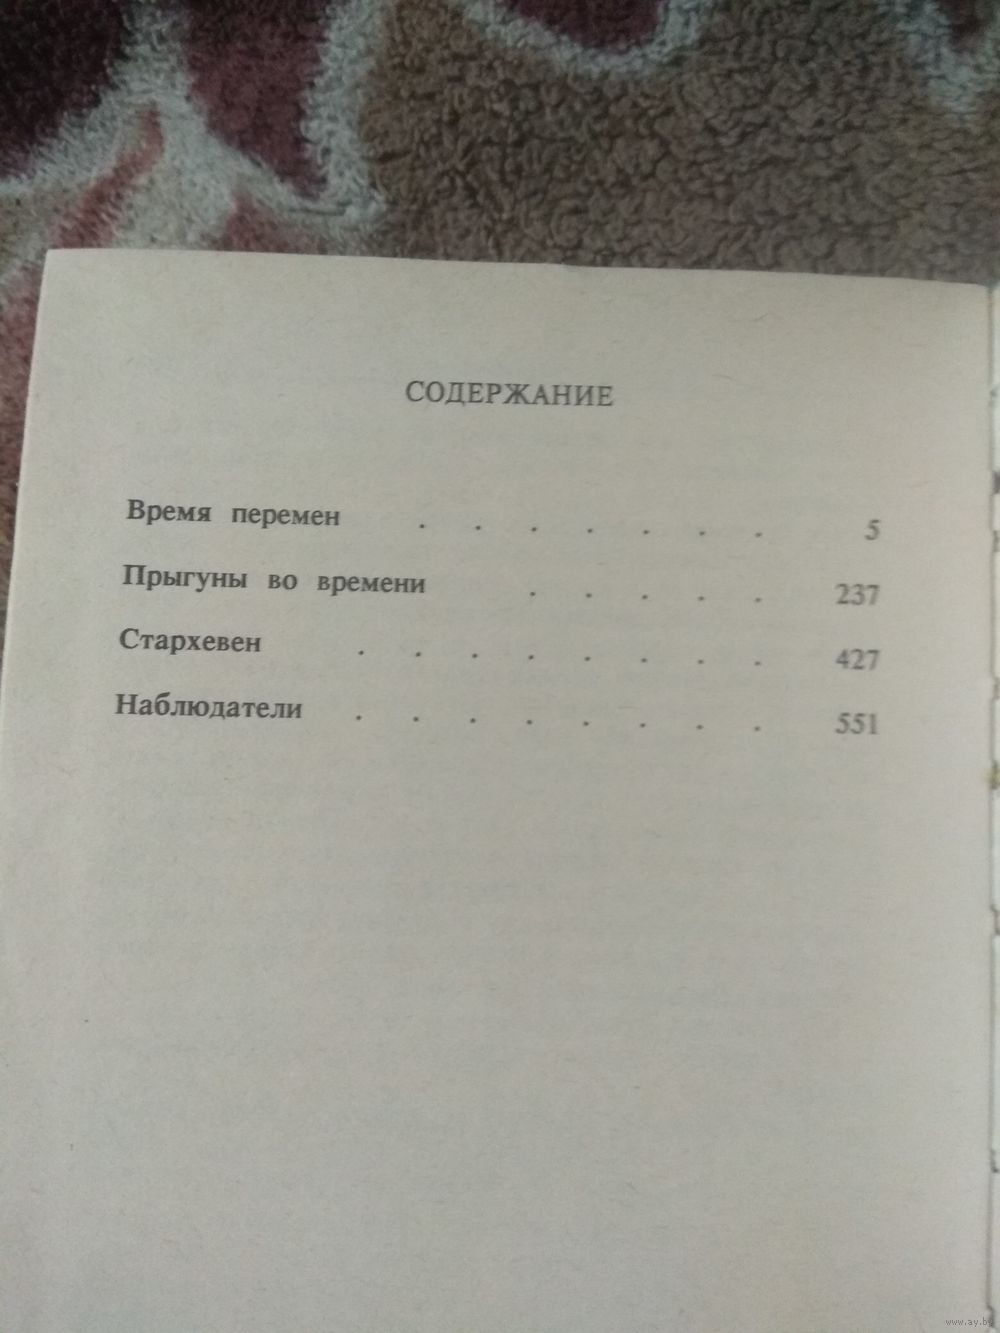 СОДЕРЖАНИЕ
Время перемен . . . . . . . 5
Прыгуны во времени . . . . . 237
Стархевен . . . . . . . . 427
Наблюдатели . . . . . . . . 551
www.ay.by